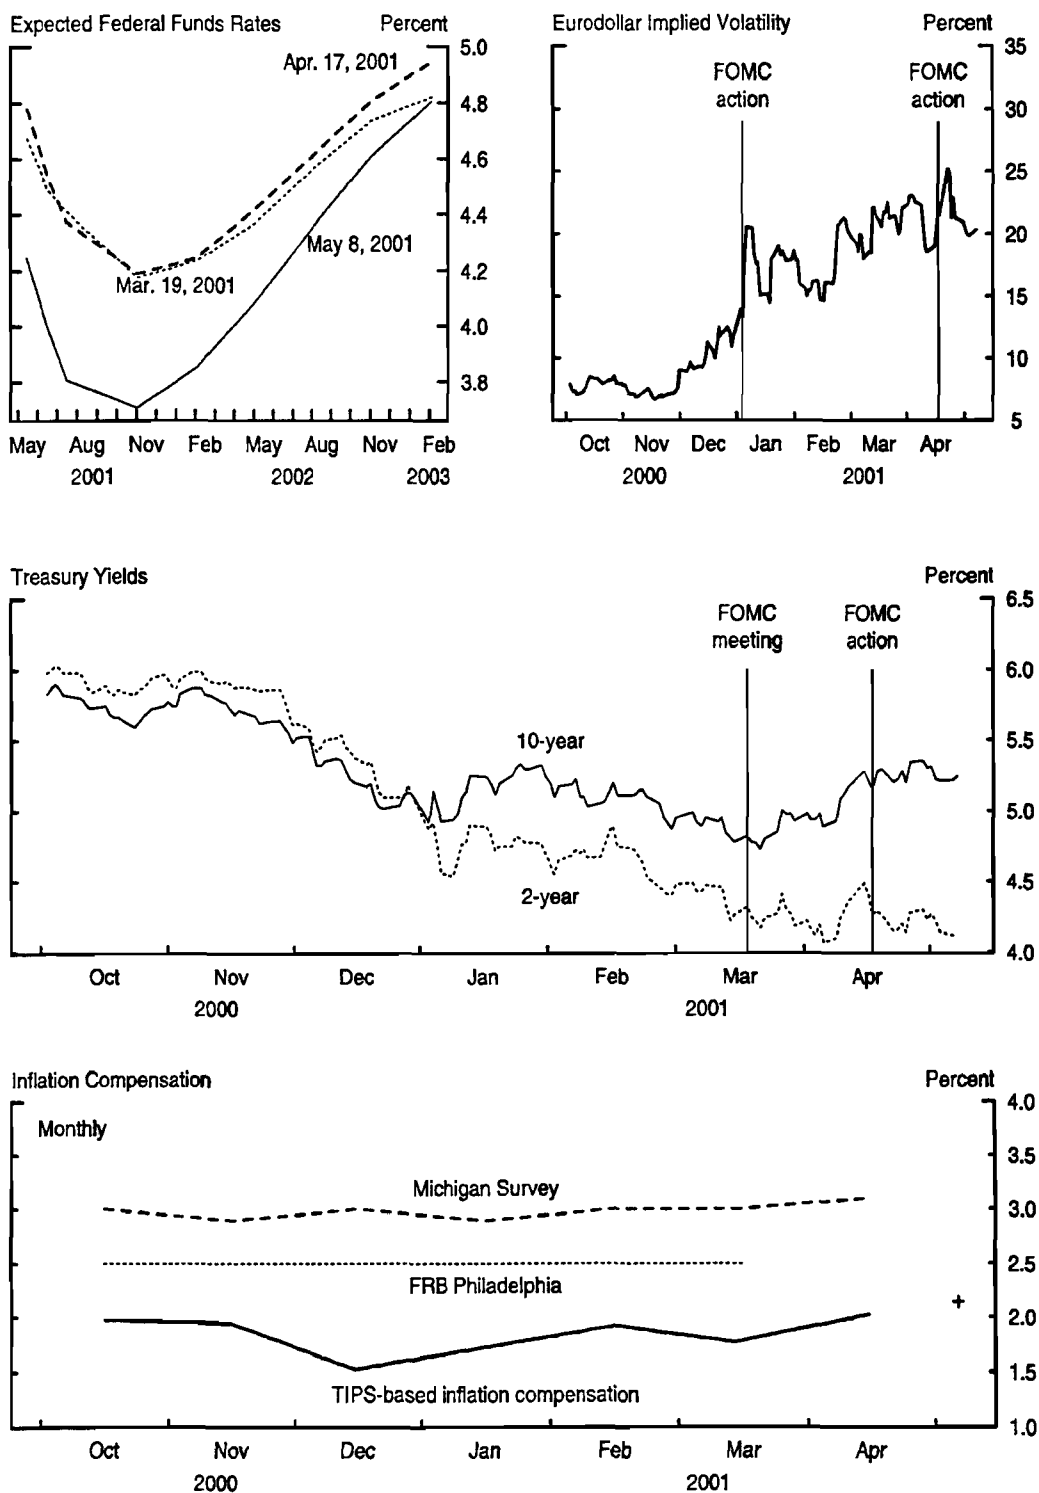 Expected Federal Funds Rates Percent
Apr. 17, 2001
May 8, 2001
Mar. 19, 2001
5.0
4.8
4.6
4.4
4.2
4.0
3.8
May Aug Nov Feb May Aug Nov Feb
2001 2002 2003
Eurodollar Implied Volatility Percent
FOMC action
FOMC action
35
30
25
20
15
10
5
Oct Nov Dec Jan Feb Mar Apr
2000 2001
Treasury Yields Percent
FOMC meeting
FOMC action
10-year
2-year
6.5
6.0
5.5
5.0
4.5
4.0
Oct Nov Dec Jan Feb Mar Apr
2000 2001
Inflation Compensation Percent
Monthly
Michigan Survey
FRB Philadelphia
+
TIPS-based inflation compensation
4.0
3.5
3.0
2.5
2.0
1.5
1.0
Oct Nov Dec Jan Feb Mar Apr
2000 2001